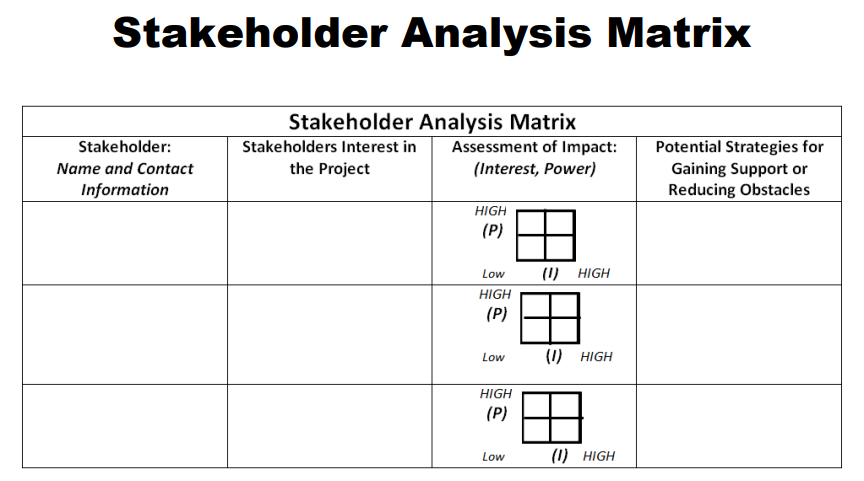 Stakeholder Analysis Matrix
Stakeholder Analysis Matrix
Stakeholder:
Name and Contact
Information
Stakeholders Interest in
the Project
Assessment of Impact:
(Interest, Power)
Potential Strategies for
Gaining Support or
Reducing Obstacles
HIGH
(P)
Low (I) HIGH
HIGH
(P)
Low (I) HIGH
HIGH
(P)
Low (I) HIGH